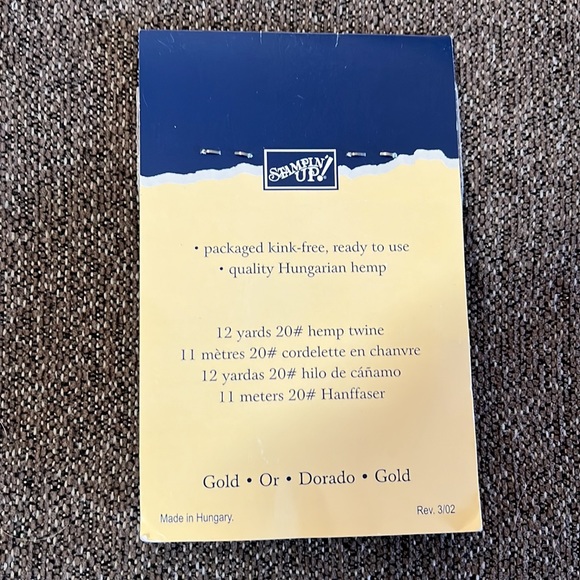 STAMPIN' UP!®
• packaged kink-free, ready to use
• quality Hungarian hemp
12 yards 20# hemp twine
11 mètres 20# cordelette en chanvre
12 yardas 20# hilo de cáñamo
11 meters 20# Hanffaser
Gold • Or • Dorado • Gold
Made in Hungary.
Rev. 3/02